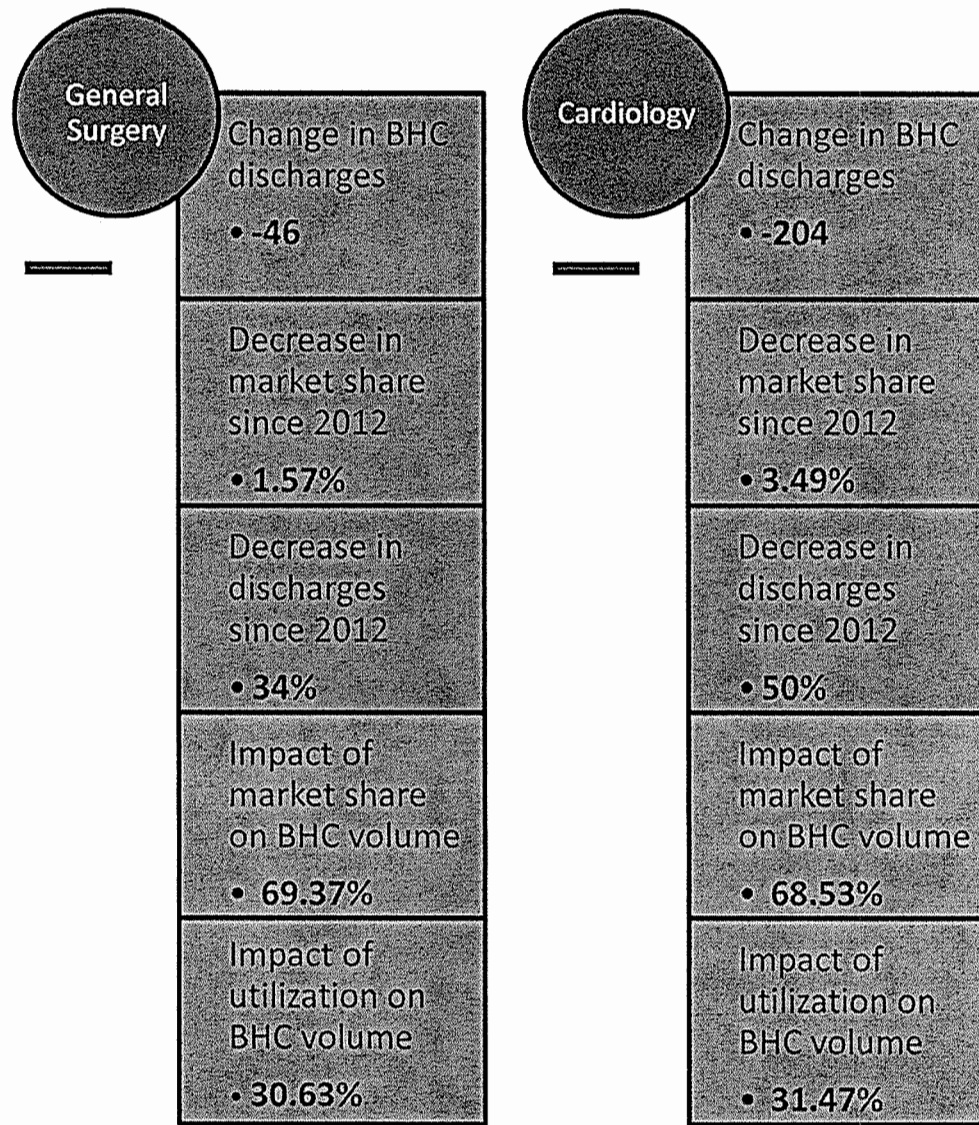 General
Surgery
Change in BHC
discharges
• -46
Decrease in
market share
since 2012
• 1.57%
Decrease in
discharges
since 2012
• 34%
Impact of
market share
on BHC volume
• 69.37%
Impact of
utilization on
BHC volume
• 30.63%
Cardiology
Change in BHC
discharges
• -204
Decrease in
market share
since 2012
• 3.49%
Decrease in
discharges
since 2012
• 50%
Impact of
market share
on BHC volume
• 68.53%
Impact of
utilization on
BHC volume
• 31.47%